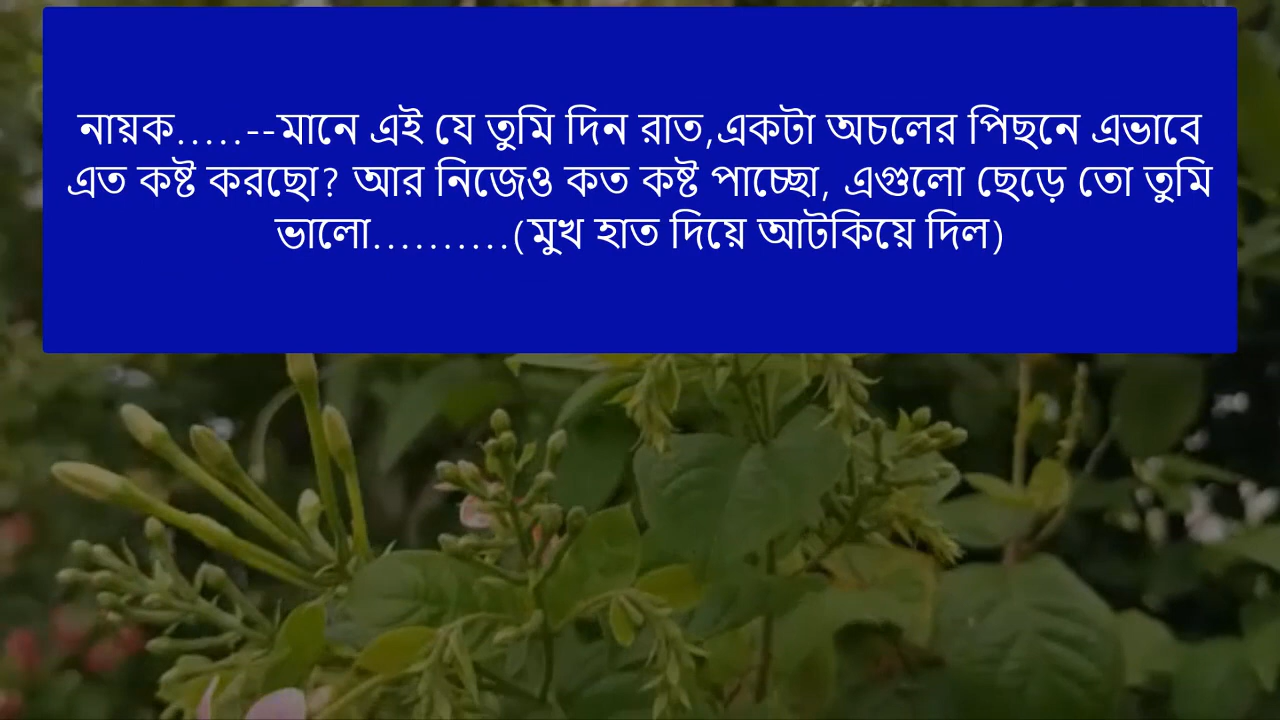 নায়ক.....--মানে এই যে তুমি দিন রাত,একটা অচলের পিছনে এভাবে
এত কষ্ট করছো? আর নিজেও কত কষ্ট পাচ্ছো, এগুলো ছেড়ে তো তুমি
ভালো..........(মুখ হাত দিয়ে আটকিয়ে দিল)